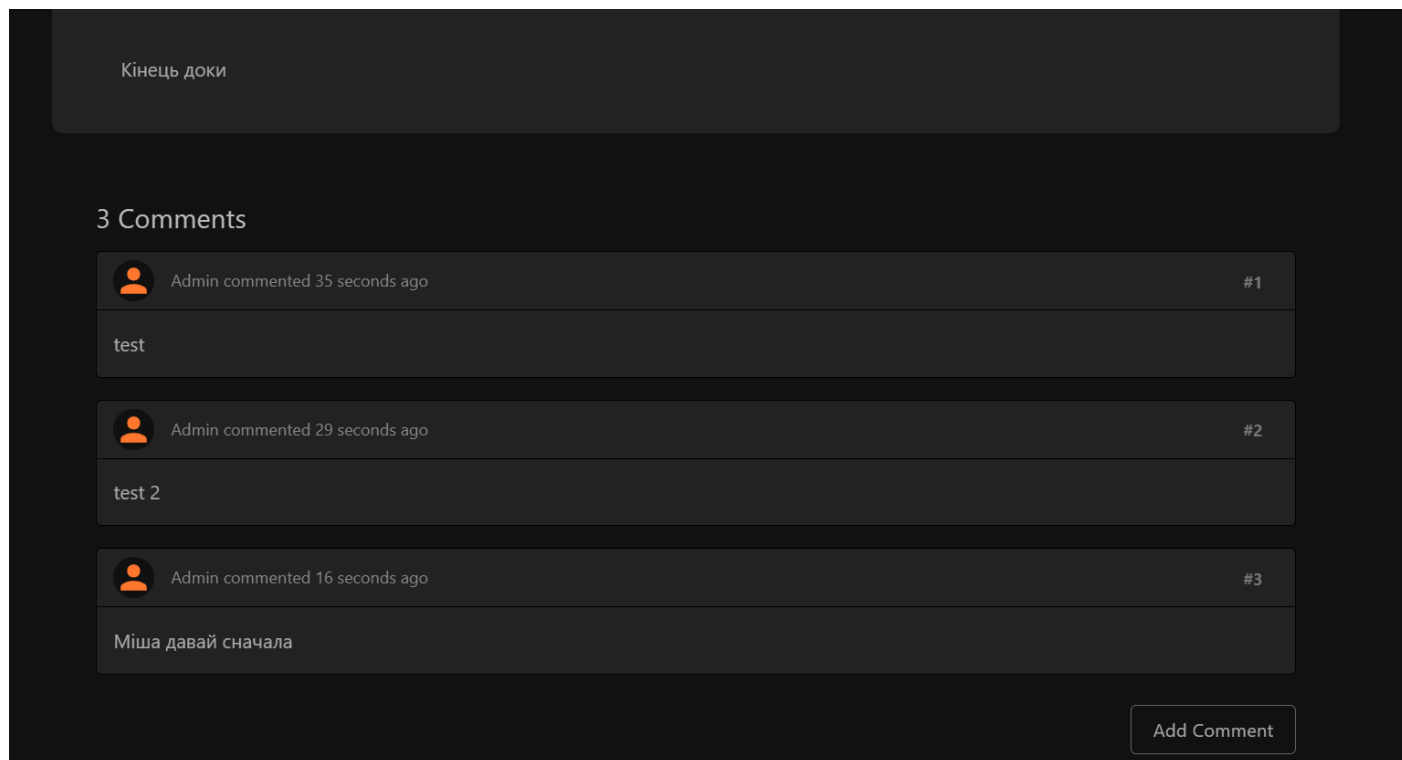 Кінець доки
3 Comments
Admin commented 35 seconds ago #1
test
Admin commented 29 seconds ago #2
test 2
Admin commented 16 seconds ago #3
Міша давай сначала
Add Comment